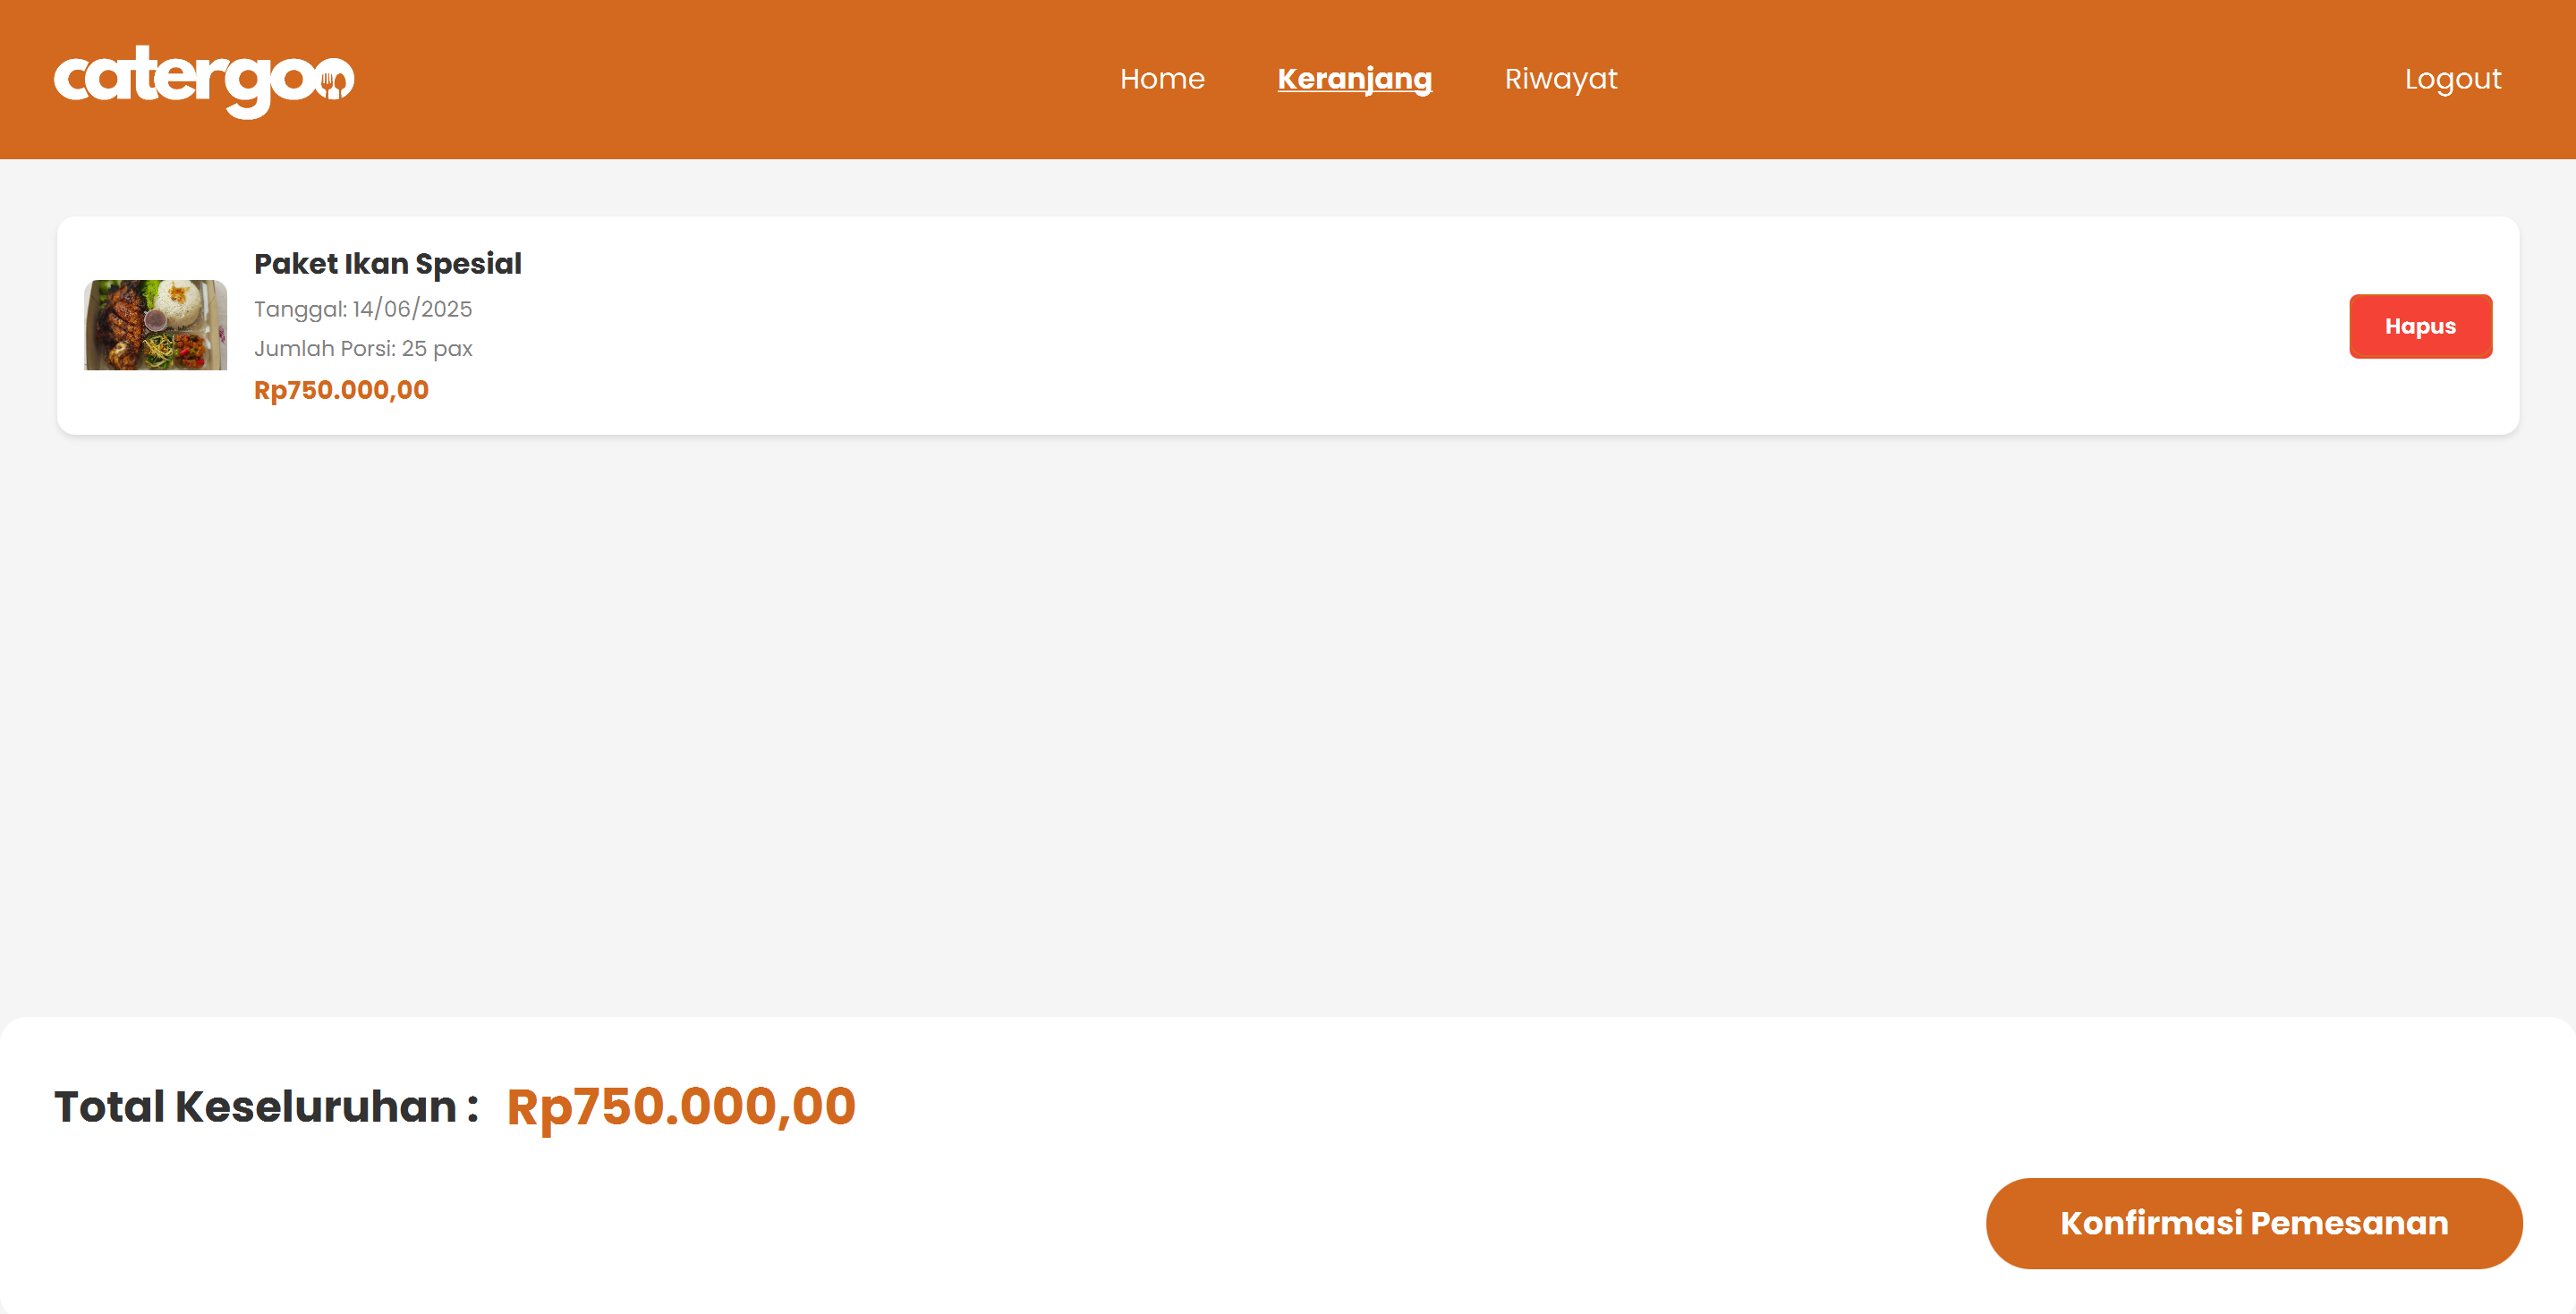 catergoo
Home
Keranjang
Riwayat
Logout
Paket Ikan Spesial
Tanggal: 14/06/2025
Jumlah Porsi: 25 pax
Rp750.000,00
Hapus
Total Keseluruhan : Rp750.000,00
Konfirmasi Pemesanan